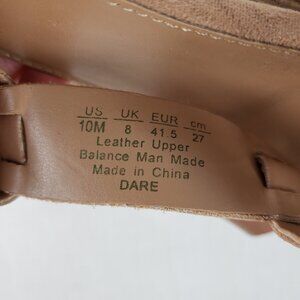 US UK EUR cm
10M 8 41.5 27
Leather Upper
Balance Man Made
Made in China
DARE